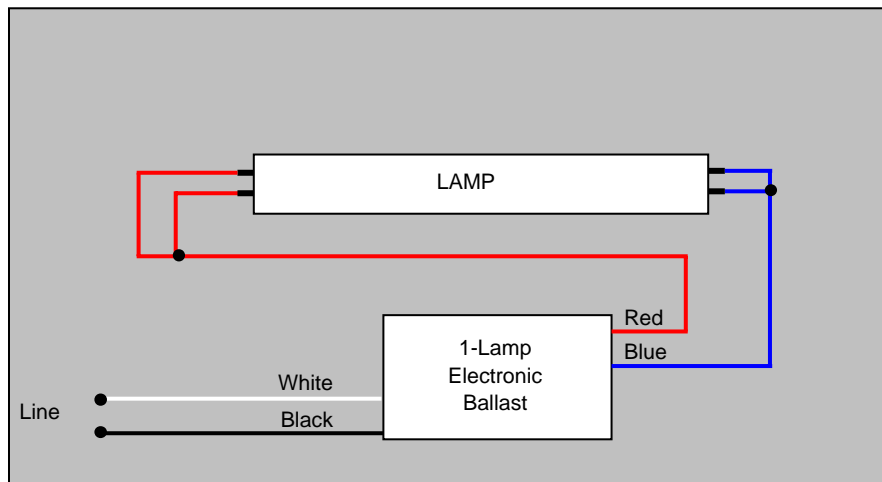 LAMP
Red
1-Lamp
Electronic
Ballast
Blue
White
Line
Black